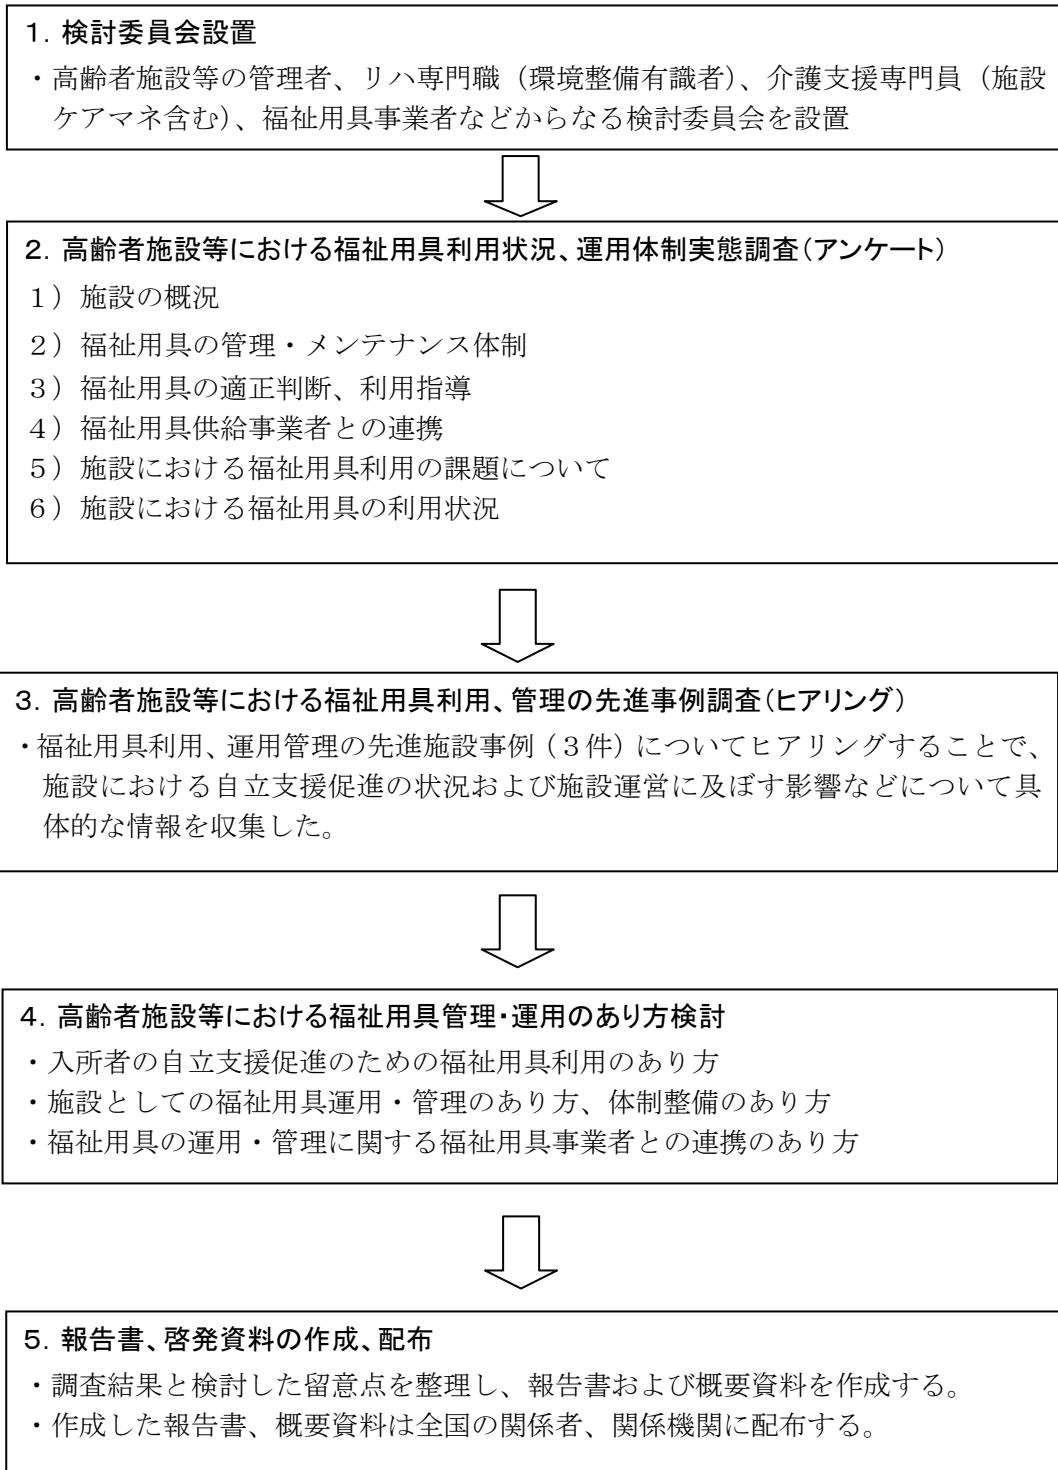 １．検討委員会設置
・高齢者施設等の管理者、リハ専門職（環境整備有識者）、介護支援専門員（施設
ケアマネ含む）、福祉用具事業者などからなる検討委員会を設置
２．高齢者施設等における福祉用具利用状況、運用体制実態調査（アンケート）
１）施設の概況
２）福祉用具の管理・メンテナンス体制
３）福祉用具の適正判断、利用指導
４）福祉用具供給事業者との連携
５）施設における福祉用具利用の課題について
６）施設における福祉用具の利用状況
３．高齢者施設等における福祉用具利用、管理の先進事例調査（ヒアリング）
・福祉用具利用、運用管理の先進施設事例（３件）についてヒアリングすることで、
施設における自立支援促進の状況および施設運営に及ぼす影響などについて具
体的な情報を収集した。
４．高齢者施設等における福祉用具管理・運用のあり方検討
・入所者の自立支援促進のための福祉用具利用のあり方
・施設としての福祉用具運用・管理のあり方、体制整備のあり方
・福祉用具の運用・管理に関する福祉用具事業者との連携のあり方
５．報告書、啓発資料の作成、配布
・調査結果と検討した留意点を整理し、報告書および概要資料を作成する。
・作成した報告書、概要資料は全国の関係者、関係機関に配布する。